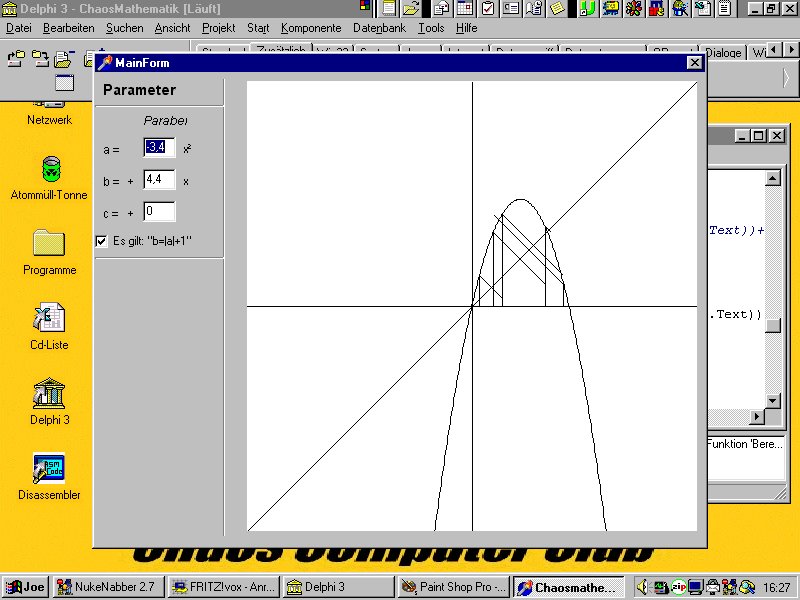 Delphi 3 - ChaosMathematik [Läuft]
Datei Bearbeiten Suchen Ansicht Projekt Start Komponente Datenbank Tools Hilfe
Dialoge
MainForm
Parameter
Parabel
a = -3,4 x²
b = + 4,4 x
c = + 0
Es gilt: "b=|a|+1"
Netzwerk
Atommüll-Tonne
Programme
Cd-Liste
Delphi 3
Disassembler
Text))+
.Text))
Funktion 'Bere...
Chaos Computer Club
Joe NukeNabber 2.7 FRITZ!vox - Anr... Delphi 3 Paint Shop Pro -... Chaosmathe... 16:27